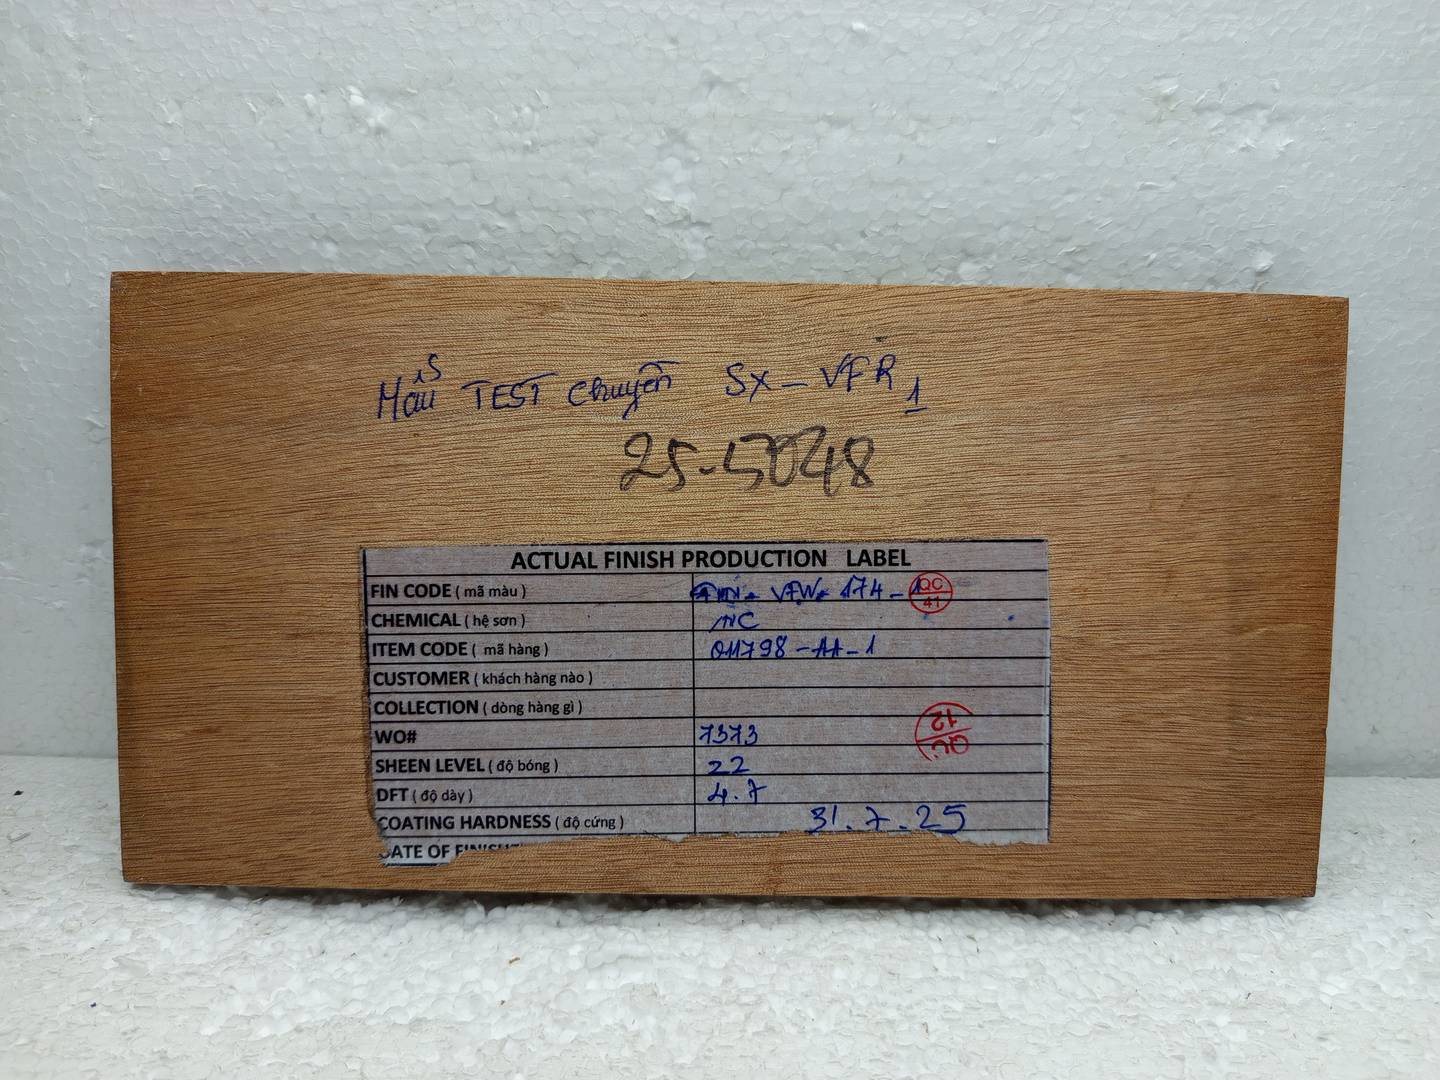 Mẫu TEST chuyền SX - VFR 1
25-5048
ACTUAL FINISH PRODUCTION LABEL
FIN CODE ( mã màu ) FIN - VFW - 174 - 1
QC 41
CHEMICAL ( hệ sơn ) NC
ITEM CODE ( mã hàng ) 011798 - AA - 1
CUSTOMER ( khách hàng nào )
COLLECTION ( dòng hàng gì )
WO# 7373
QC 12
SHEEN LEVEL ( độ bóng ) 22
DFT ( độ dày ) 4.7
COATING HARDNESS ( độ cứng ) 31.7.25
DATE OF